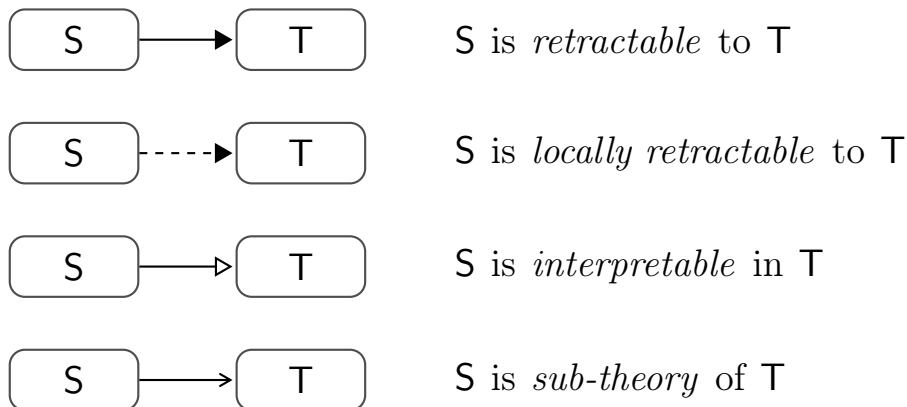 S T S is retractable to T
S T S is locally retractable to T
S T S is interpretable in T
S T S is sub-theory of T